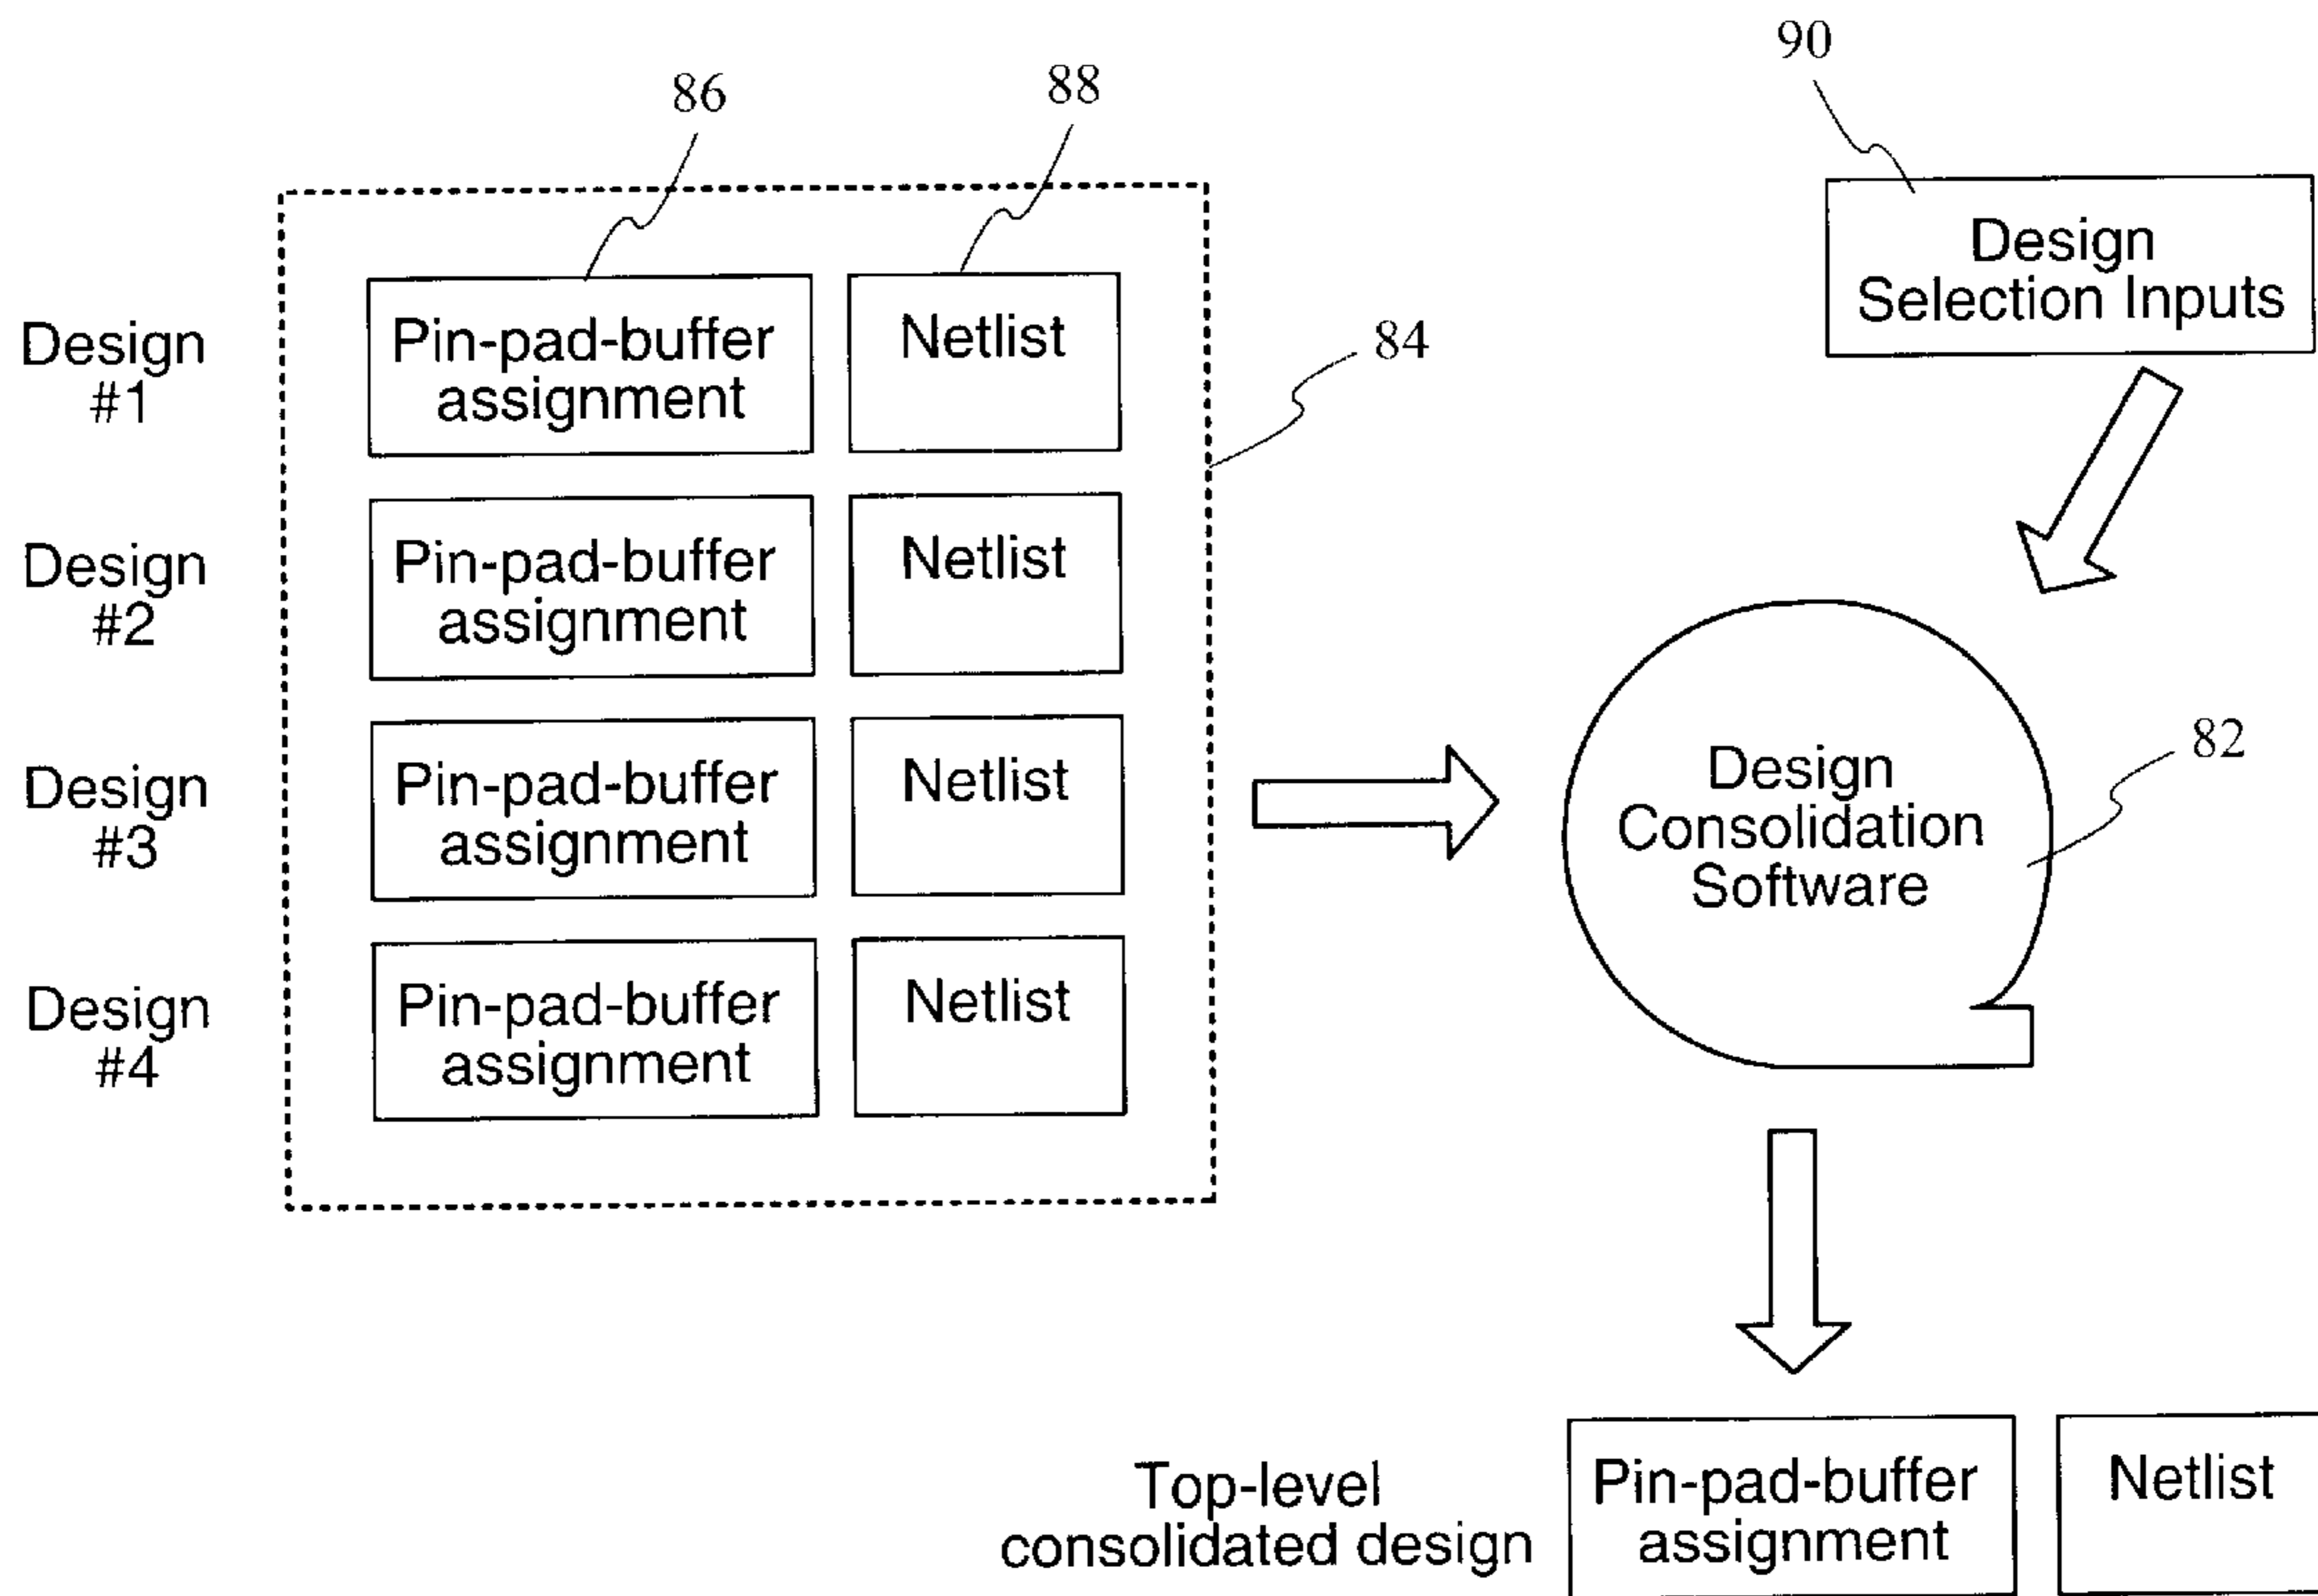 90
86
88
Design
Selection Inputs
84
Design
#1
Pin-pad-buffer
assignment
Netlist
Design
#2
Pin-pad-buffer
assignment
Netlist
Design
#3
Pin-pad-buffer
assignment
Netlist
82
Design
Consolidation
Software
Design
#4
Pin-pad-buffer
assignment
Netlist
Top-level
consolidated design
Pin-pad-buffer
assignment
Netlist